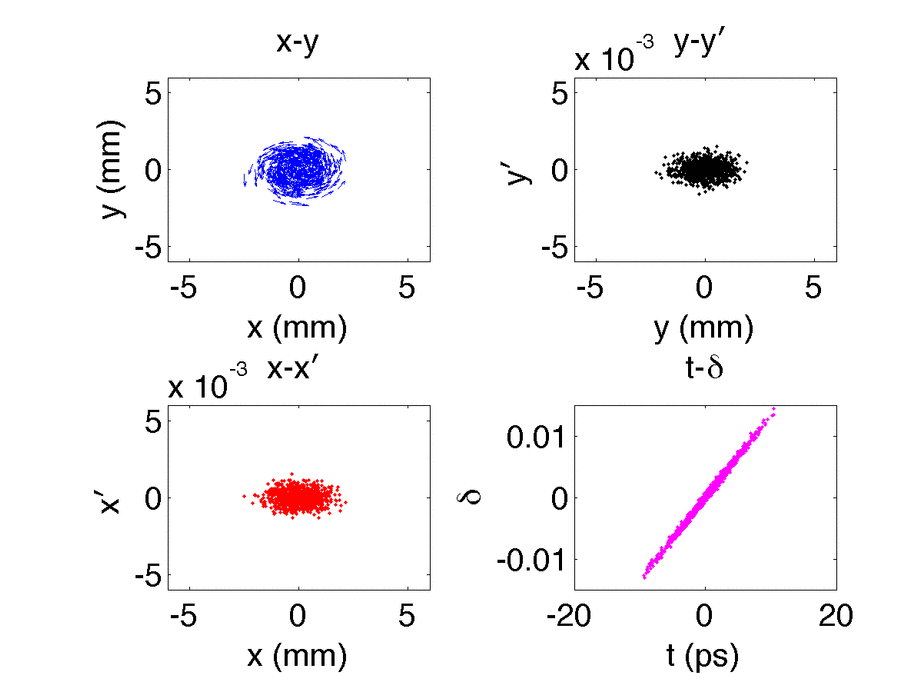 x-y
y (mm)
5
0
-5
-5 0 5
x (mm)
x 10-3 y-y′
y′
5
0
-5
-5 0 5
y (mm)
x 10-3 x-x′
x′
5
0
-5
-5 0 5
x (mm)
t-δ
δ
0.01
0
-0.01
-20 0 20
t (ps)